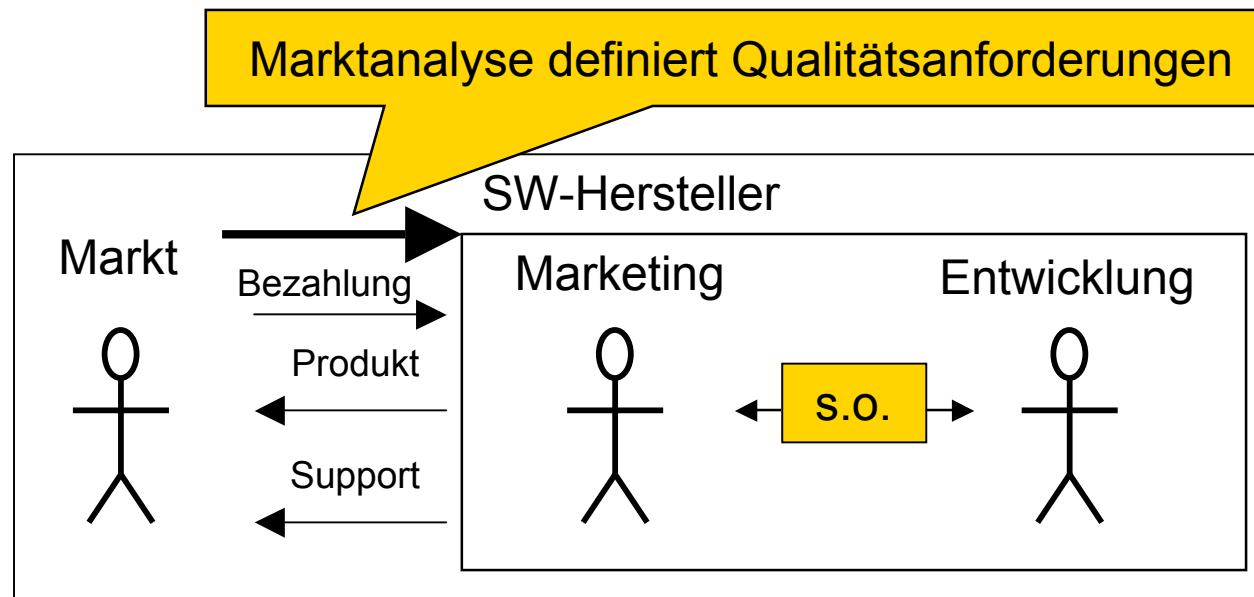 Marktanalyse definiert Qualitätsanforderungen
SW-Hersteller
Markt
Bezahlung
Produkt
Support
Marketing
Entwicklung
s.o.